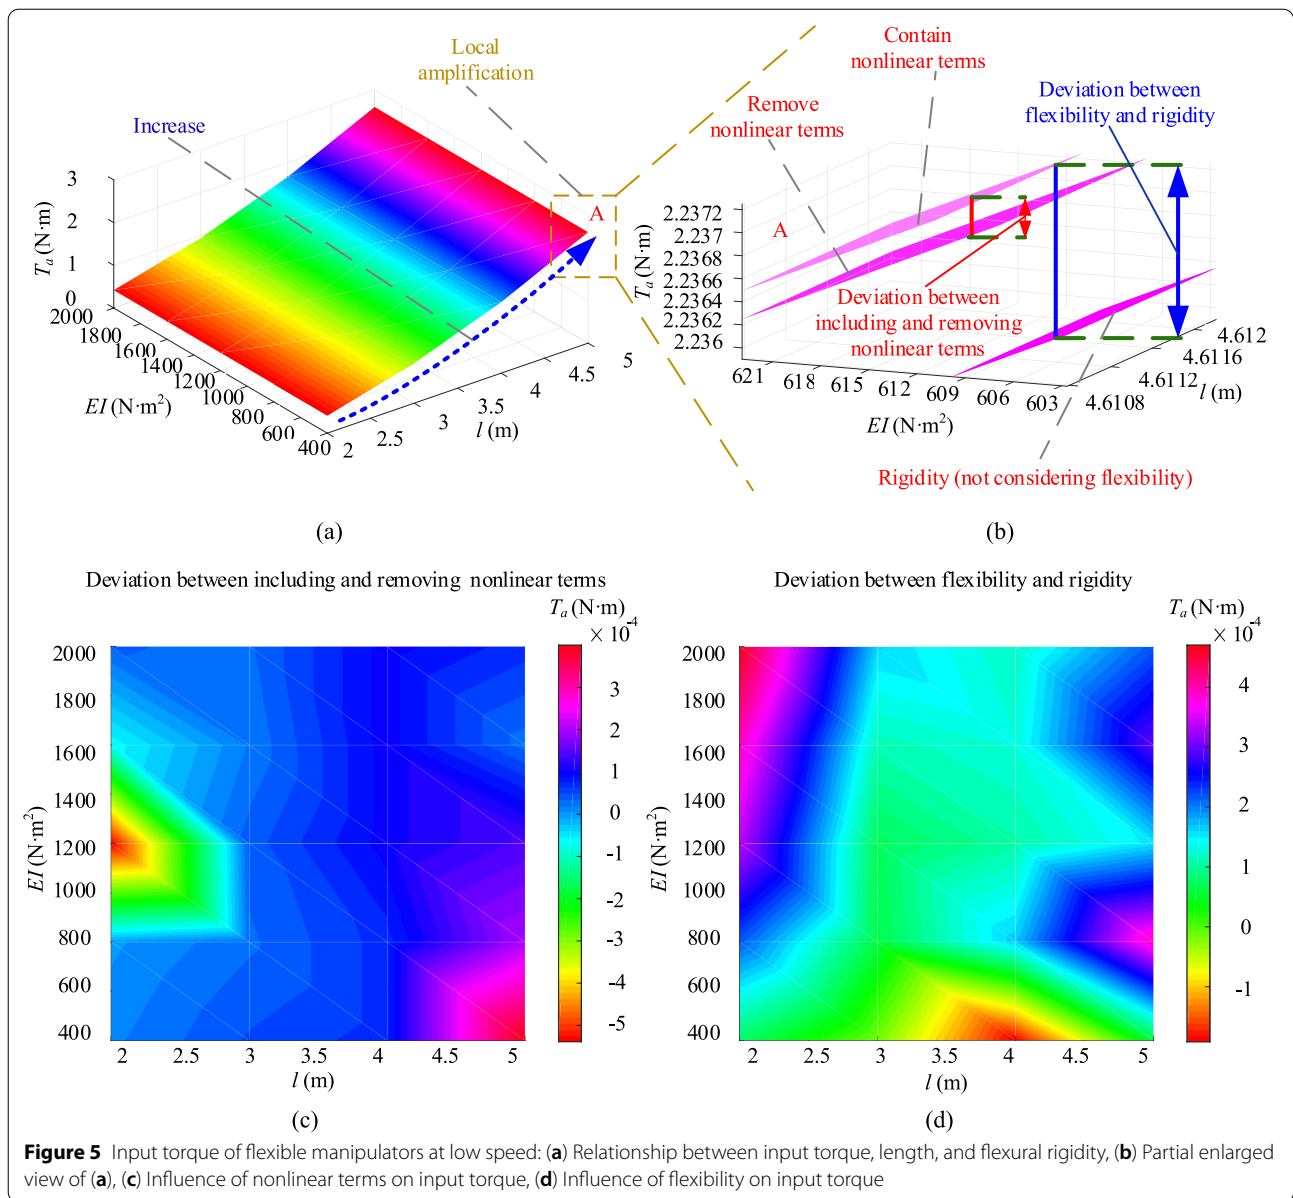 Local
amplification
Increase
A
T_a (N·m)
3
2
1
0
2000
1800
1600
1400
1200
1000
800
600
400
EI (N·m²)
2
2.5
3
3.5
4
4.5
5
l (m)
(a)
Contain
nonlinear terms
Remove
nonlinear terms
Deviation between
flexibility and rigidity
A
T_a (N·m)
2.2372
2.237
2.2368
2.2366
2.2364
2.2362
2.236
Deviation between
including and removing
nonlinear terms
621
618
615
612
609
606
603
EI (N·m²)
4.6108
4.6112
4.6116
4.612
l (m)
Rigidity (not considering flexibility)
(b)
Deviation between including and removing nonlinear terms
T_a (N·m)
× 10⁻⁴
3
2
1
0
-1
-2
-3
-4
-5
2000
1800
1600
1400
1200
1000
800
600
400
EI (N·m²)
2 2.5 3 3.5 4 4.5 5
l (m)
(c)
Deviation between flexibility and rigidity
T_a (N·m)
× 10⁻⁴
4
3
2
1
0
-1
2000
1800
1600
1400
1200
1000
800
600
400
EI (N·m²)
2 2.5 3 3.5 4 4.5 5
l (m)
(d)
Figure 5 Input torque of flexible manipulators at low speed: (a) Relationship between input torque, length, and flexural rigidity, (b) Partial enlarged
view of (a), (c) Influence of nonlinear terms on input torque, (d) Influence of flexibility on input torque